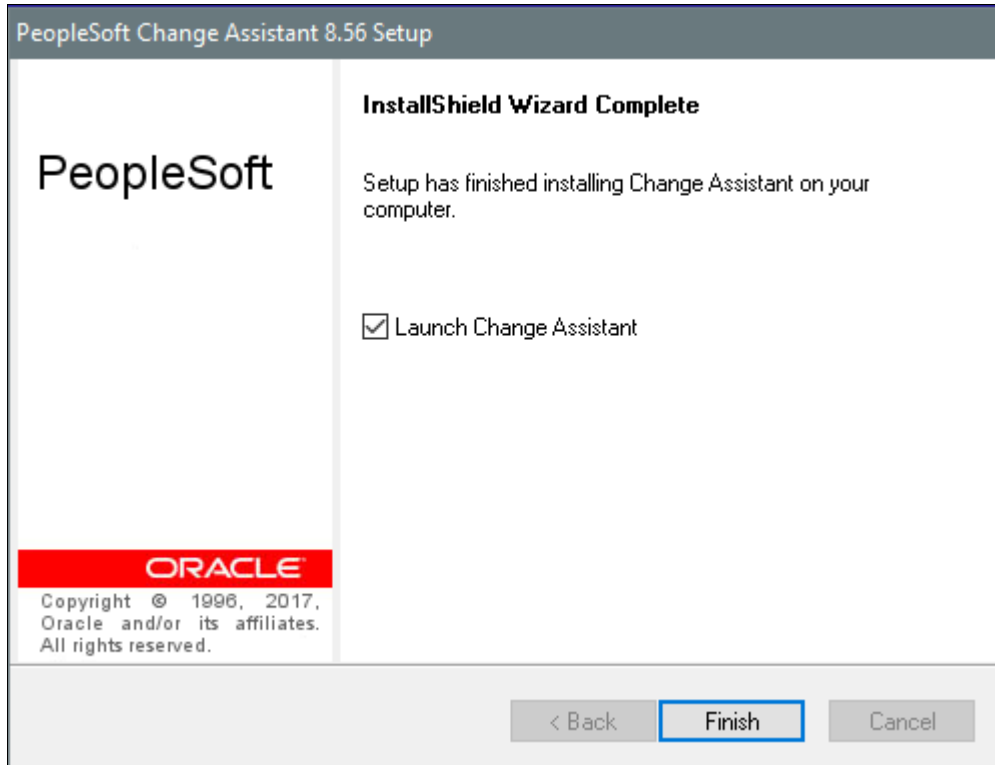 PeopleSoft Change Assistant 8.56 Setup
PeopleSoft
ORACLE
Copyright © 1996, 2017,
Oracle and/or its affiliates.
All rights reserved.
InstallShield Wizard Complete
Setup has finished installing Change Assistant on your
computer.
Launch Change Assistant
< Back
Finish
Cancel